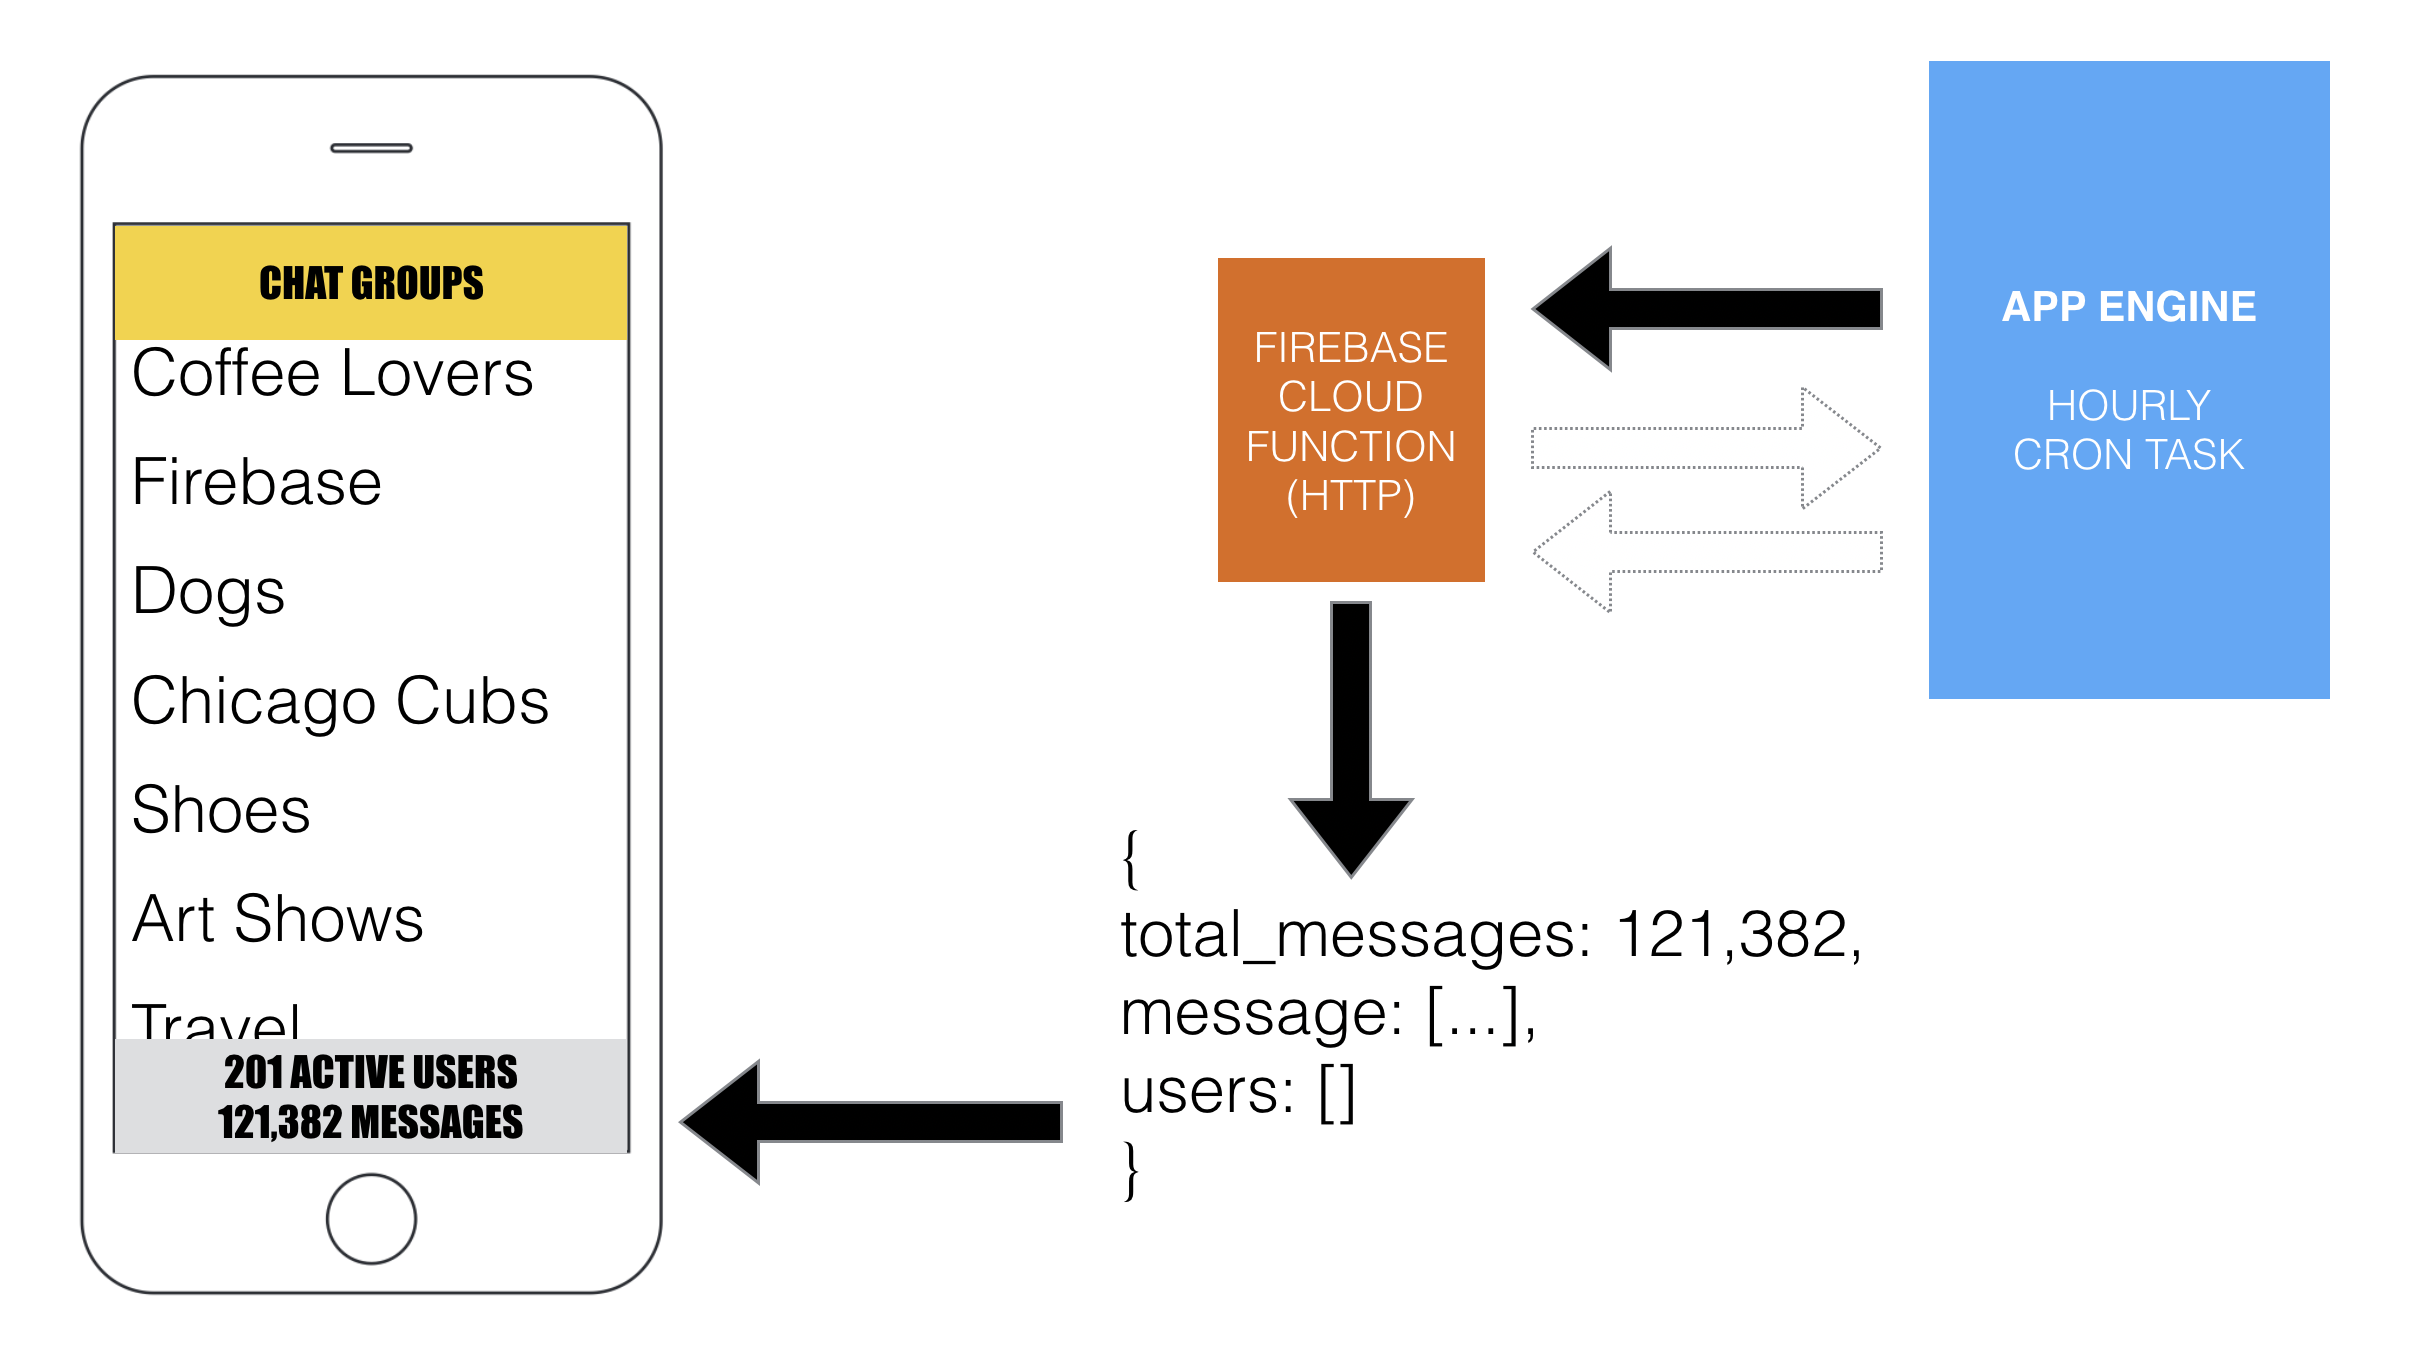 CHAT GROUPS
Coffee Lovers
Firebase
Dogs
Chicago Cubs
Shoes
Art Shows
Travel
201 ACTIVE USERS
121,382 MESSAGES
FIREBASE
CLOUD
FUNCTION
(HTTP)
APP ENGINE
HOURLY
CRON TASK
{
total_messages: 121,382,
message: [...],
users: []
}